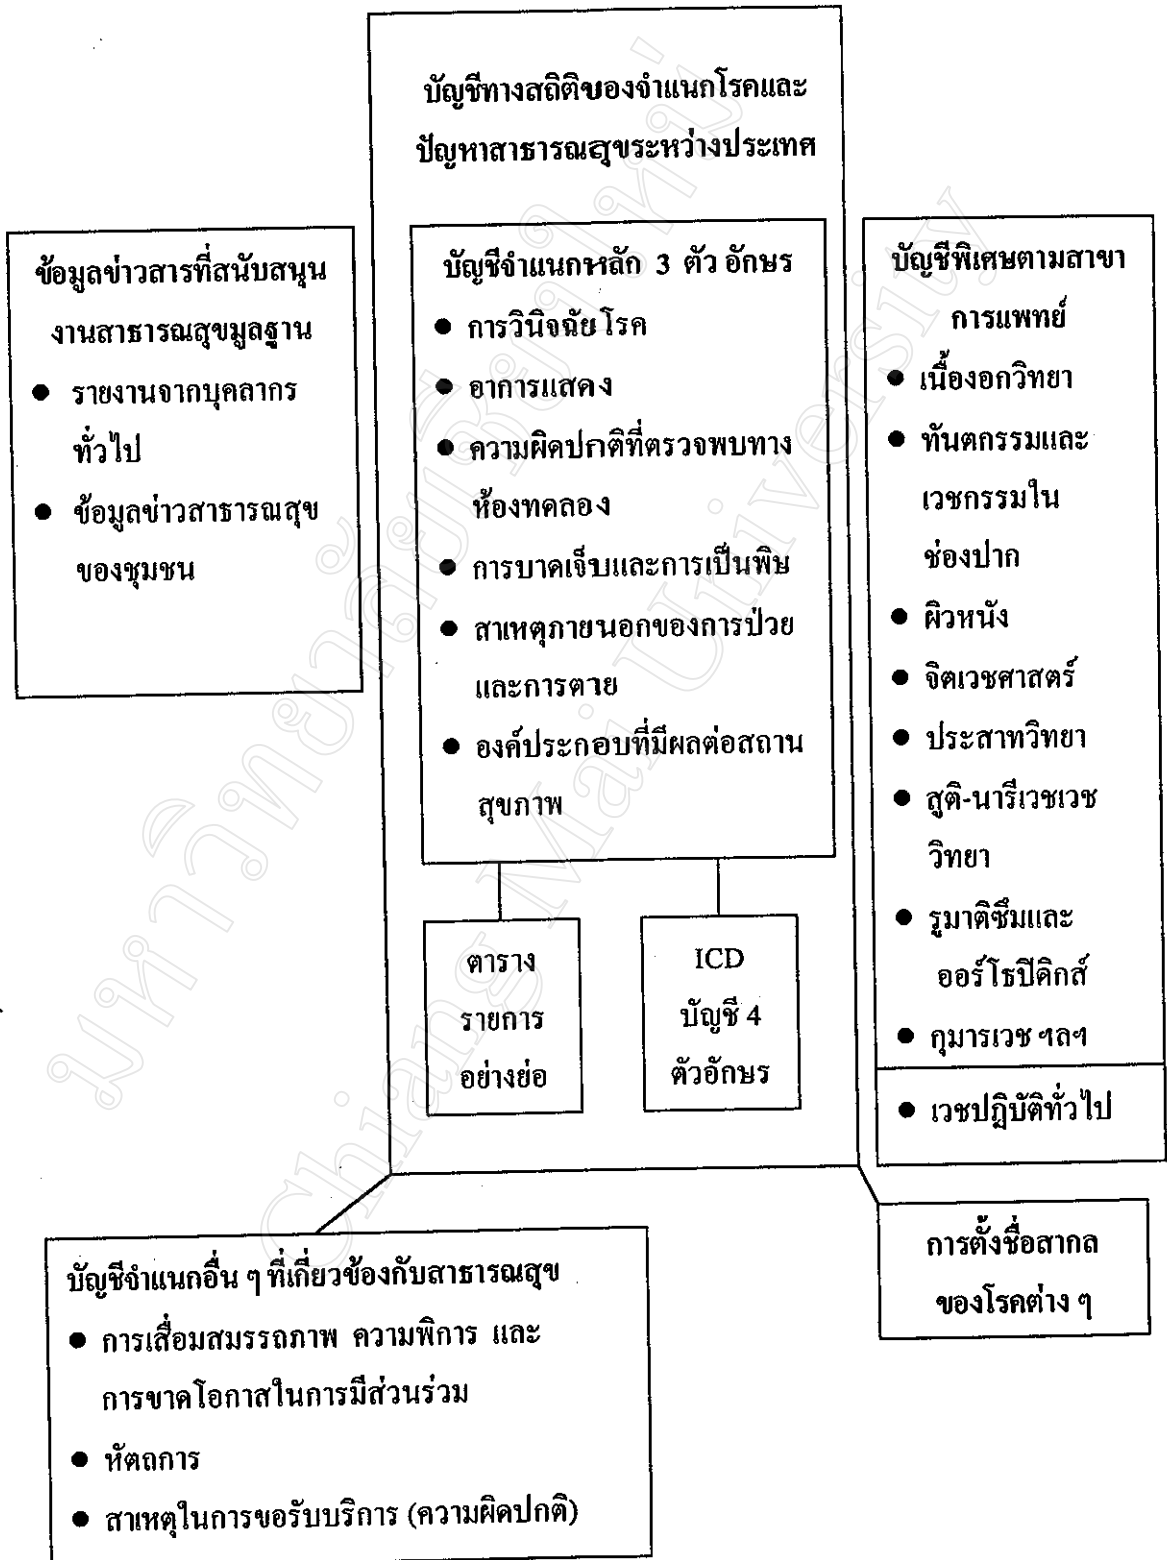 บัญชีทางสถิติของจำแนกโรคและ
ปัญหาสาธารณสุขระหว่างประเทศ
ข้อมูลข่าวสารที่สนับสนุน
งานสาธารณสุขมูลฐาน
● รายงานจากบุคลากร
ทั่วไป
● ข้อมูลข่าวสาธารณสุข
ของชุมชน
บัญชีจำแนกหลัก 3 ตัว อักษร
● การวินิจฉัยโรค
● อาการแสดง
● ความผิดปกติที่ตรวจพบทาง
ห้องทดลอง
● การบาดเจ็บและการเป็นพิษ
● สาเหตุภายนอกของการป่วย
และการตาย
● องค์ประกอบที่มีผลต่อสถาน
สุขภาพ
ตาราง
รายการ
อย่างย่อ
ICD
บัญชี 4
ตัวอักษร
บัญชีพิเศษตามสาขา
การแพทย์
● เนื้องอกวิทยา
● ทันตกรรมและ
เวชกรรมใน
ช่องปาก
● ผิวหนัง
● จิตเวชศาสตร์
● ประสาทวิทยา
● สูติ-นารีเวชเวช
วิทยา
● รูมาติซึมและ
ออร์โธปิดิกส์
● กุมารเวช ฯลฯ
● เวชปฏิบัติทั่วไป
บัญชีจำแนกอื่น ๆ ที่เกี่ยวข้องกับสาธารณสุข
● การเสื่อมสมรรถภาพ ความพิการ และ
การขาดโอกาสในการมีส่วนร่วม
● หัตถการ
● สาเหตุในการขอรับบริการ (ความผิดปกติ)
การตั้งชื่อสากล
ของโรคต่าง ๆ
มหาวิทยาลัยเชียงใหม่
Chiang Mai University